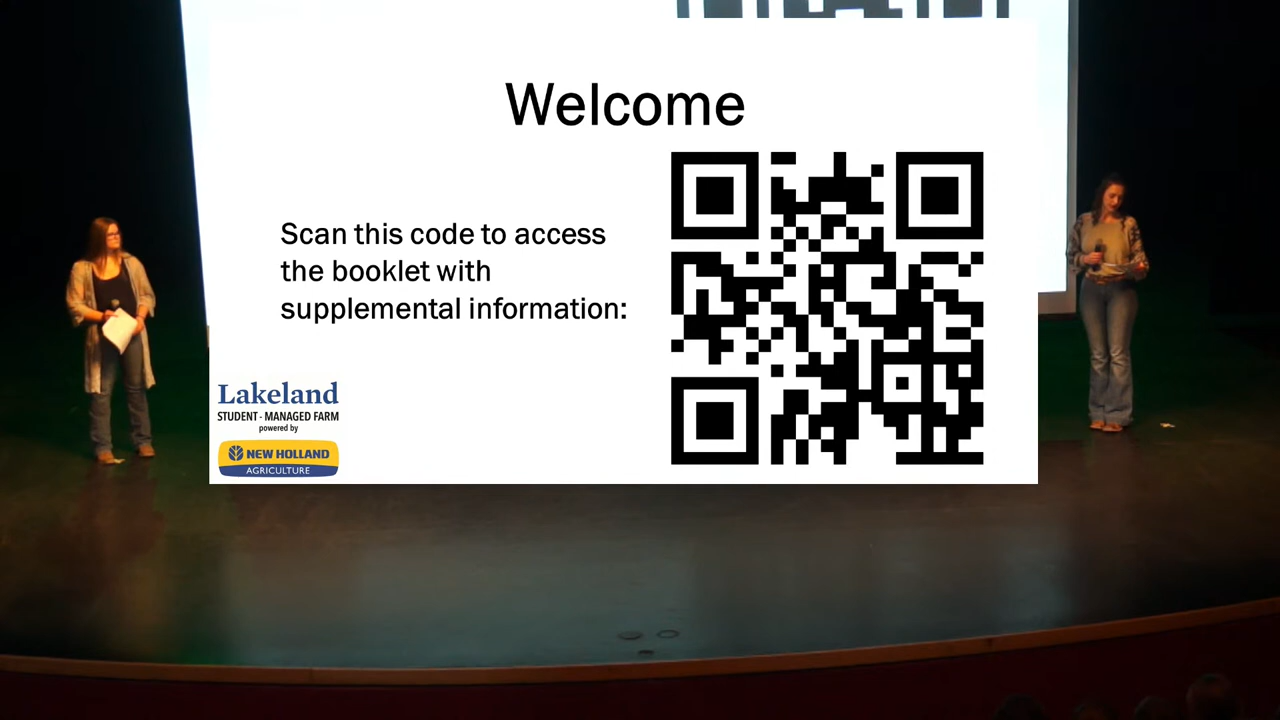 Welcome
Scan this code to access
the booklet with
supplemental information:
Lakeland
STUDENT - MANAGED FARM
powered by
NEW HOLLAND
AGRICULTURE